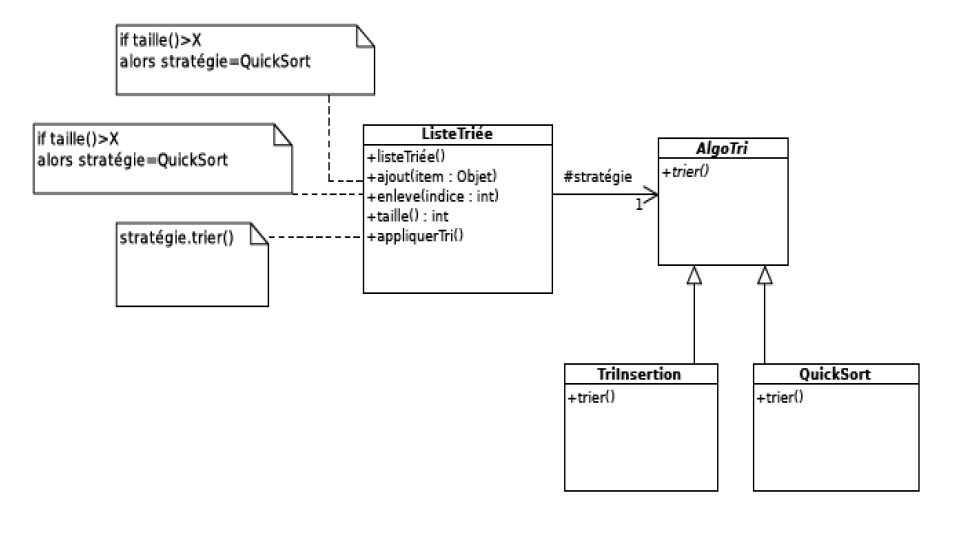 if taille()>X
alors stratégie=QuickSort
if taille()>X
alors stratégie=QuickSort
stratégie.trier()
ListeTriée
+listeTriée()
+ajout(item : Objet)
+enleve(indice : int)
+taille() : int
+appliquerTri()
#stratégie
1
AlgoTri
+trier()
TriInsertion
+trier()
QuickSort
+trier()